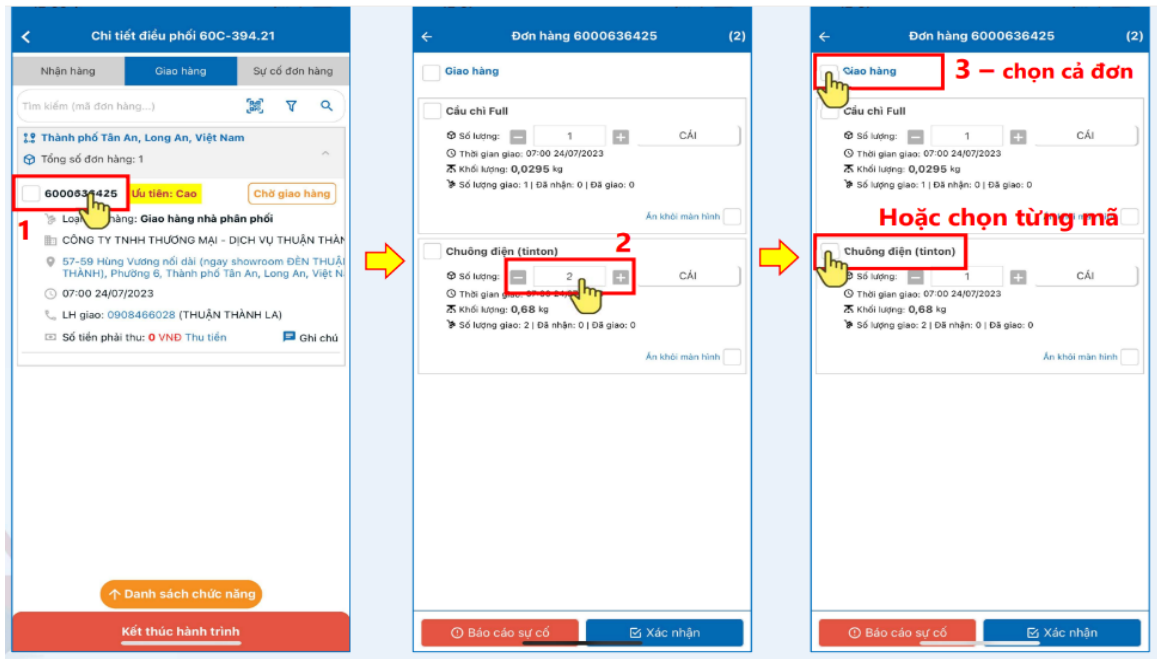 Chi tiết điều phối 60C-394.21
Nhận hàng
Giao hàng
Sự cố đơn hàng
Tìm kiếm (mã đơn hàng...)
Thành phố Tân An, Long An, Việt Nam
Tổng số đơn hàng: 1
6000636425
Ưu tiên: Cao
Chờ giao hàng
1
hàng: Giao hàng nhà phân phối
CÔNG TY TNHH THƯƠNG MẠI - DỊCH VỤ THUẬN THÀN
57-59 Hùng Vương nối dài (ngay showroom ĐÈN THUẬ
THÀNH), Phường 6, Thành phố Tân An, Long An, Việt N
07:00 24/07/2023
LH giao: 0908466028 (THUẬN THÀNH LA)
Số tiền phải thu: 0 VNĐ Thu tiền
Ghi chú
Danh sách chức năng
Kết thúc hành trình
Đơn hàng 6000636425 (2)
Giao hàng
Cầu chì Full
Số lượng: 1 CÁI
Thời gian giao: 07:00 24/07/2023
Khối lượng: 0,0295 kg
Số lượng giao: 1 | Đã nhận: 0 | Đã giao: 0
Ẩn khỏi màn hình
Chuông điện (tinton)
2
Số lượng: 2 CÁI
Thời gian giao: 07:00
Khối lượng: 0,68 kg
Số lượng giao: 2 | Đã nhận: 0 | Đã giao: 0
Ẩn khỏi màn hình
Báo cáo sự cố
Xác nhận
Đơn hàng 6000636425 (2)
Giao hàng
3 – chọn cả đơn
Cầu chì Full
Số lượng: 1 CÁI
Thời gian giao: 07:00 24/07/2023
Khối lượng: 0,0295 kg
Số lượng giao: 1 | Đã nhận: 0 | Đã giao: 0
Hoặc chọn từng mã
Chuông điện (tinton)
Số lượng: 1 CÁI
Thời gian giao: 07:00 24/07/2023
Khối lượng: 0,68 kg
Số lượng giao: 2 | Đã nhận: 0 | Đã giao: 0
Ẩn khỏi màn hình
Báo cáo sự cố
Xác nhận